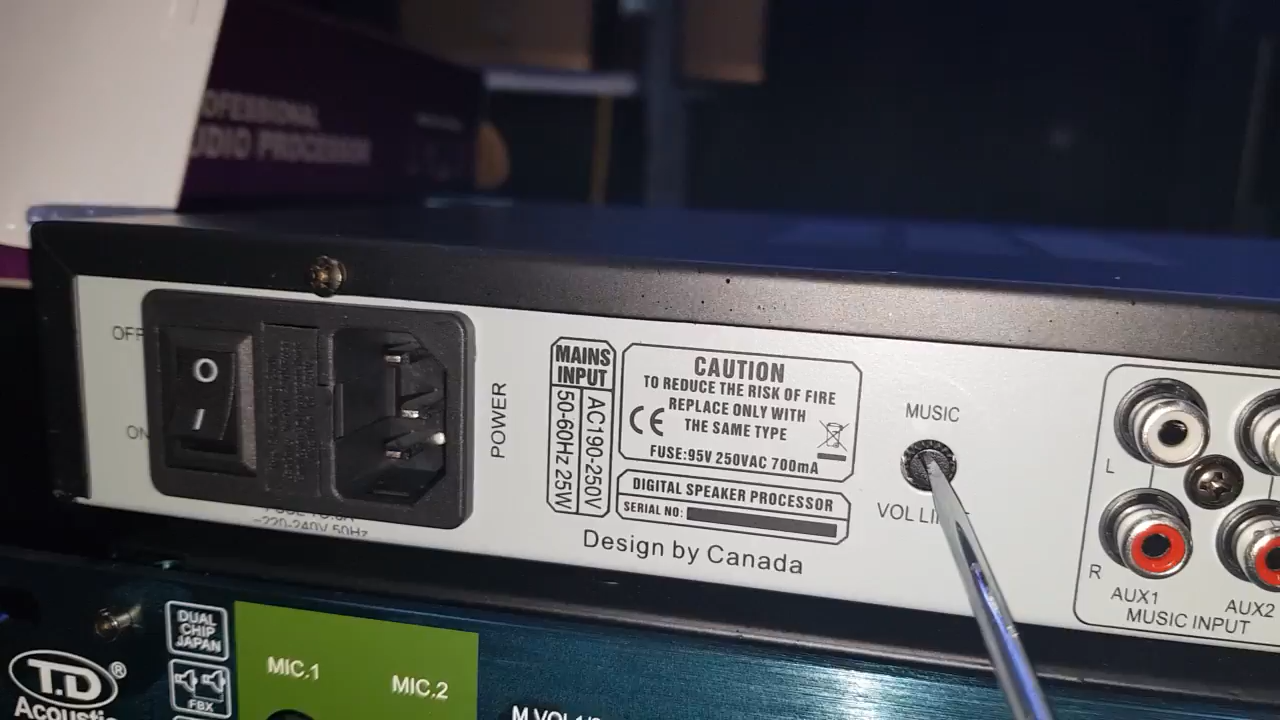 OFESSIONAL
UDIO PROCESSOR
OFF
ON
POWER
~220-240V 50Hz
MAINS
INPUT
AC190-250V
50-60Hz 25W
CAUTION
TO REDUCE THE RISK OF FIRE
REPLACE ONLY WITH
THE SAME TYPE
CE
FUSE:95V 250VAC 700mA
DIGITAL SPEAKER PROCESSOR
SERIAL NO:
Design by Canada
MUSIC
VOL LI
L
R
AUX1
AUX2
MUSIC INPUT
DUAL
CHIP
JAPAN
FBX
T.D ®
Acoustic
MIC.1
MIC.2
M.VOL